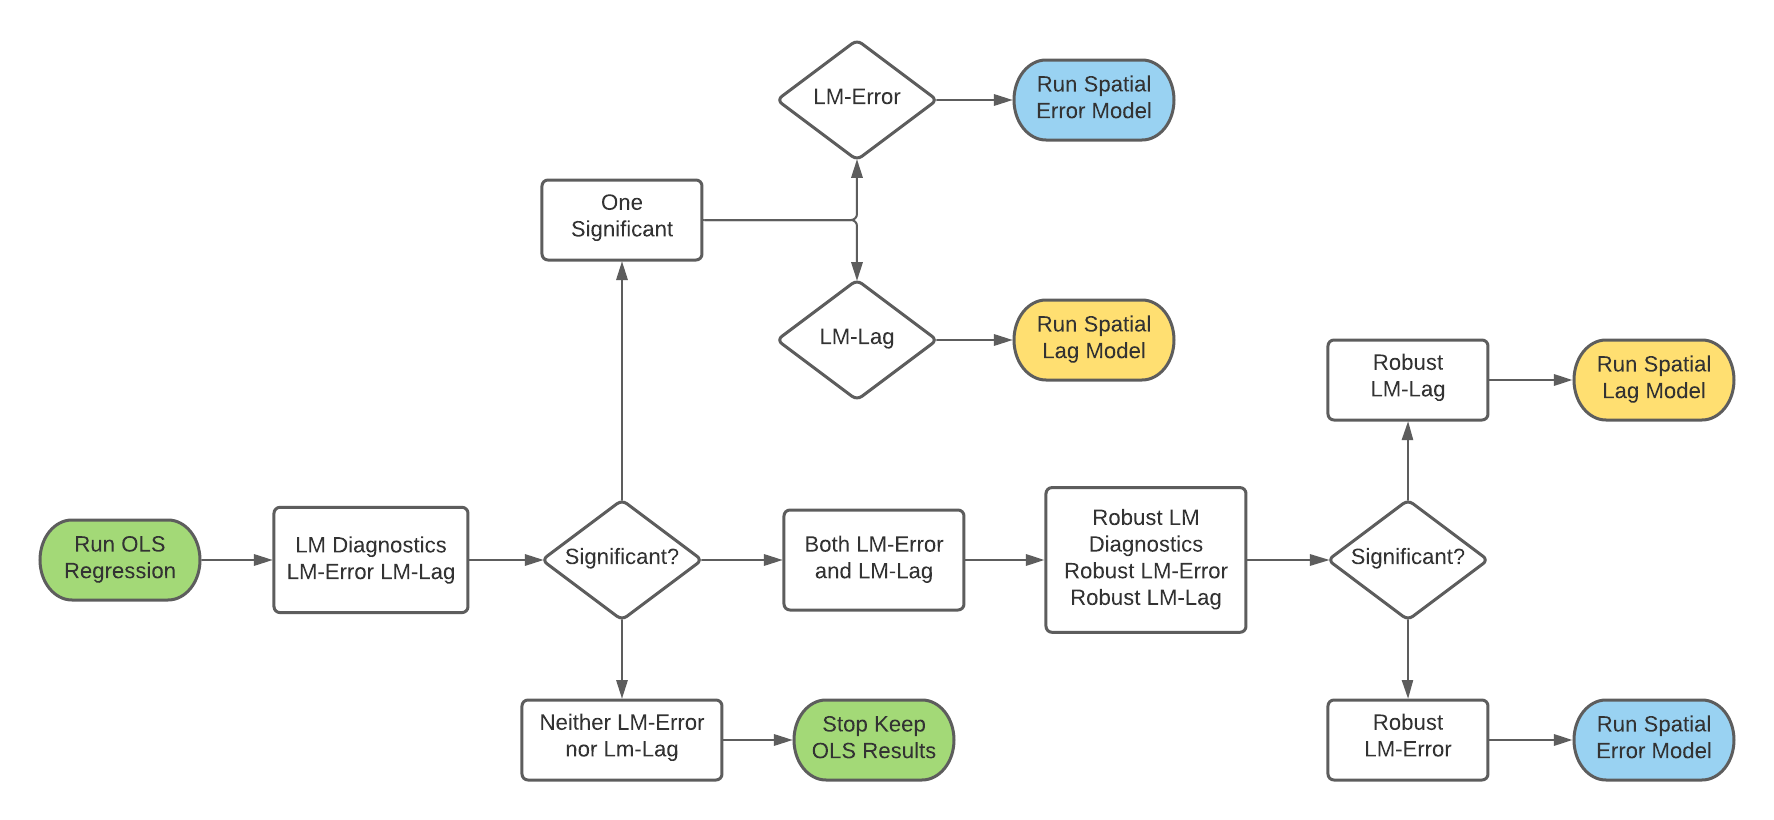 LM-Error
Run Spatial
Error Model
One
Significant
LM-Lag
Run Spatial
Lag Model
Robust
LM-Lag
Run Spatial
Lag Model
Run OLS
Regression
LM Diagnostics
LM-Error LM-Lag
Significant?
Both LM-Error
and LM-Lag
Robust LM
Diagnostics
Robust LM-Error
Robust LM-Lag
Significant?
Neither LM-Error
nor Lm-Lag
Stop Keep
OLS Results
Robust
LM-Error
Run Spatial
Error Model